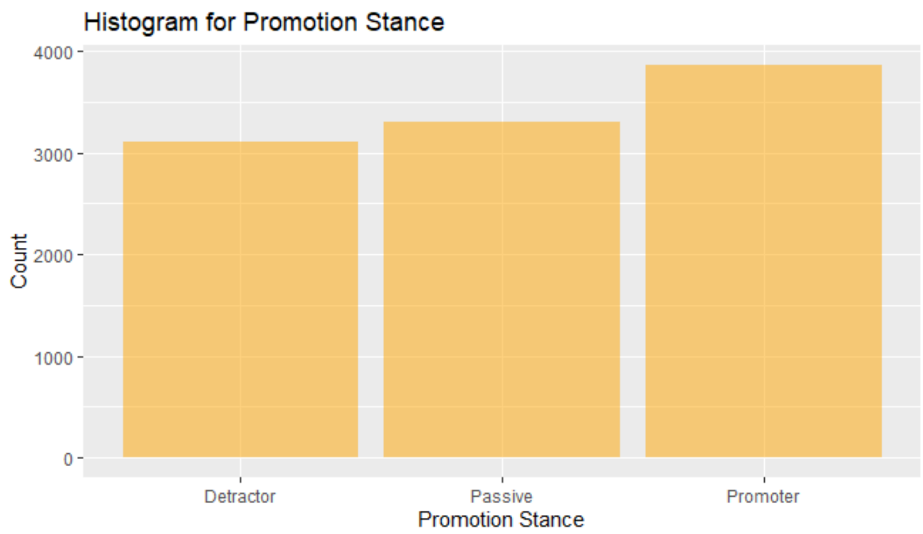 Histogram for Promotion Stance
4000
3000
2000
1000
0
Count
Detractor Passive Promoter
Promotion Stance